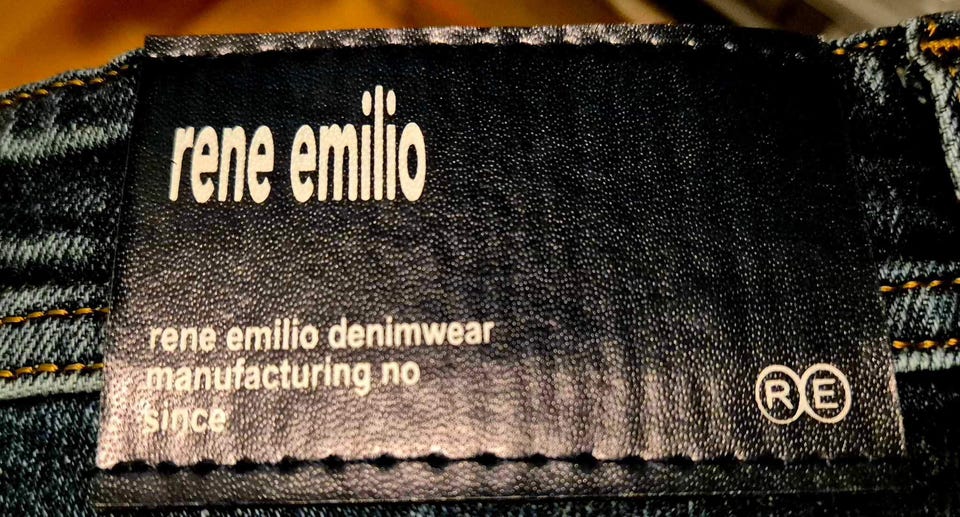 rene emilio
rene emilio denimwear
manufacturing no
since
RE